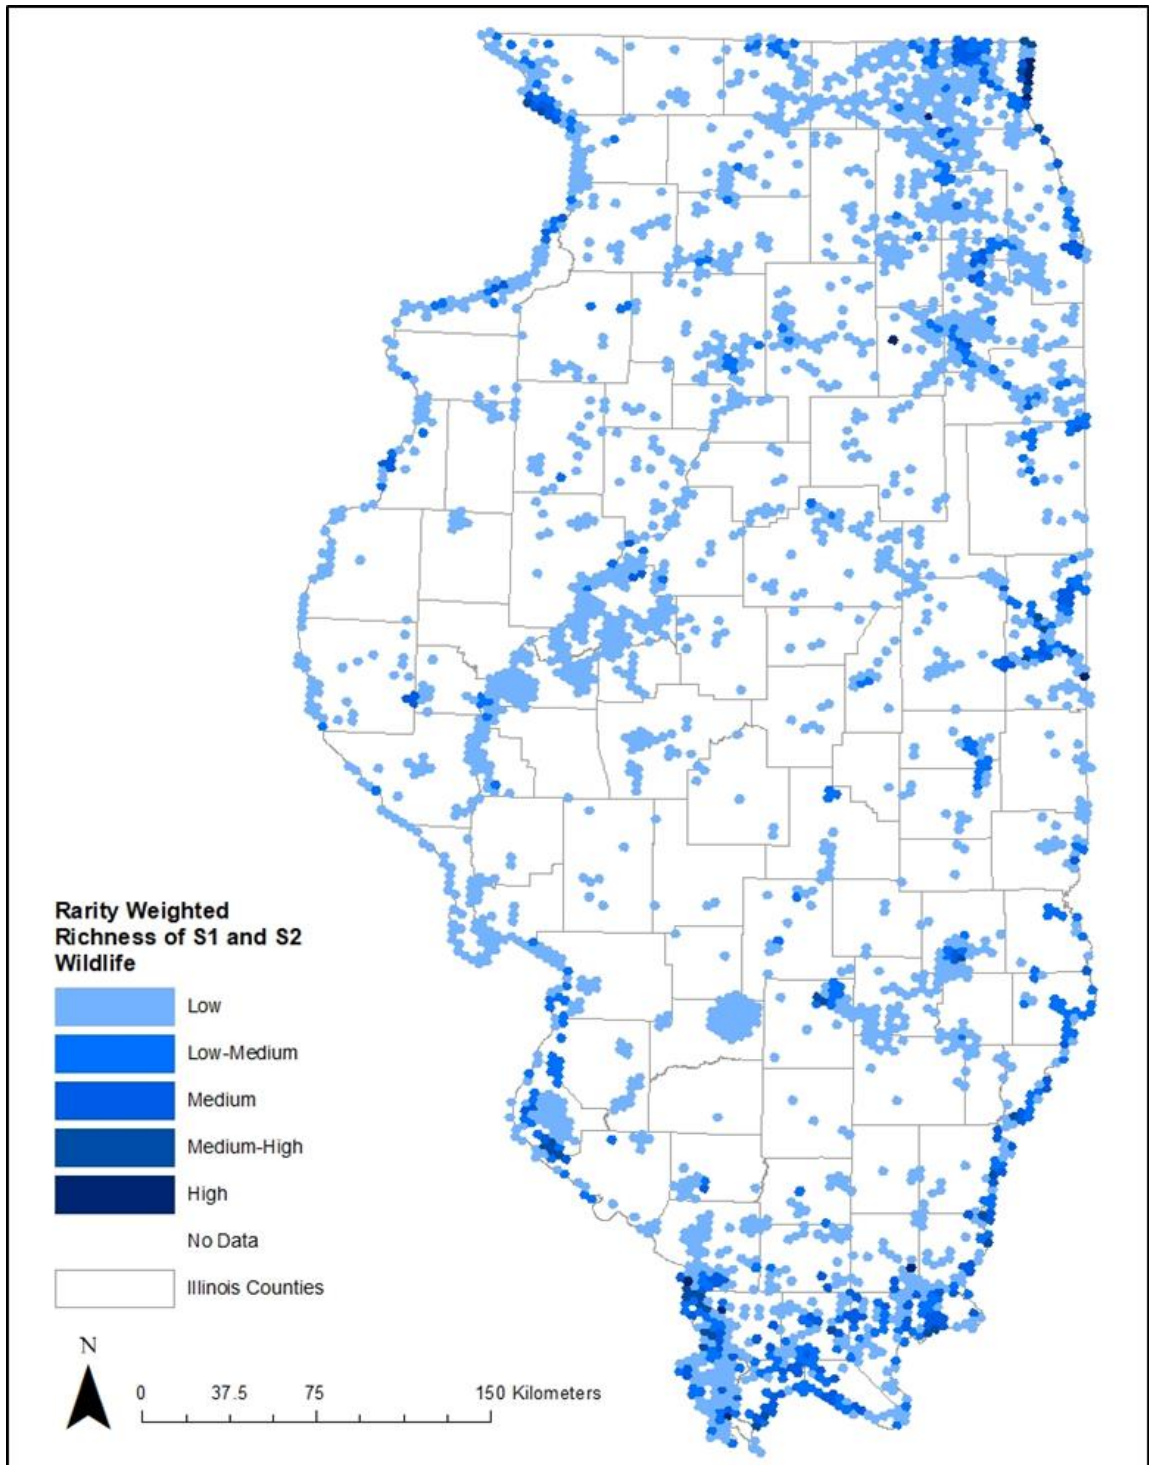 Rarity Weighted
Richness of S1 and S2
Wildlife
Low
Low-Medium
Medium
Medium-High
High
No Data
Illinois Counties
N
0 37.5 75 150 Kilometers